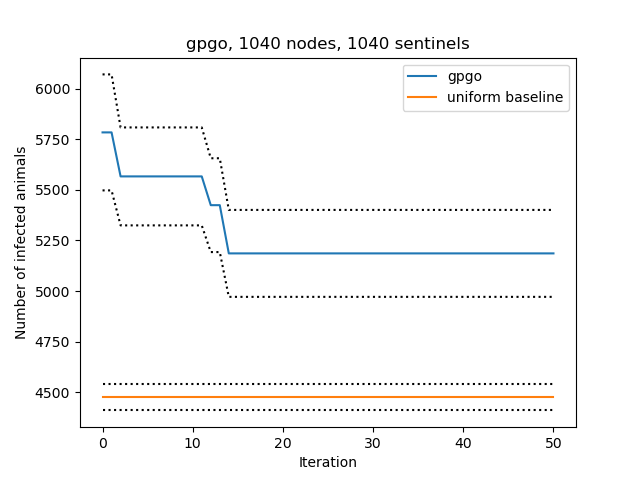 gpgo, 1040 nodes, 1040 sentinels
gpgo
uniform baseline
Number of infected animals
6000
5750
5500
5250
5000
4750
4500
0 10 20 30 40 50
Iteration